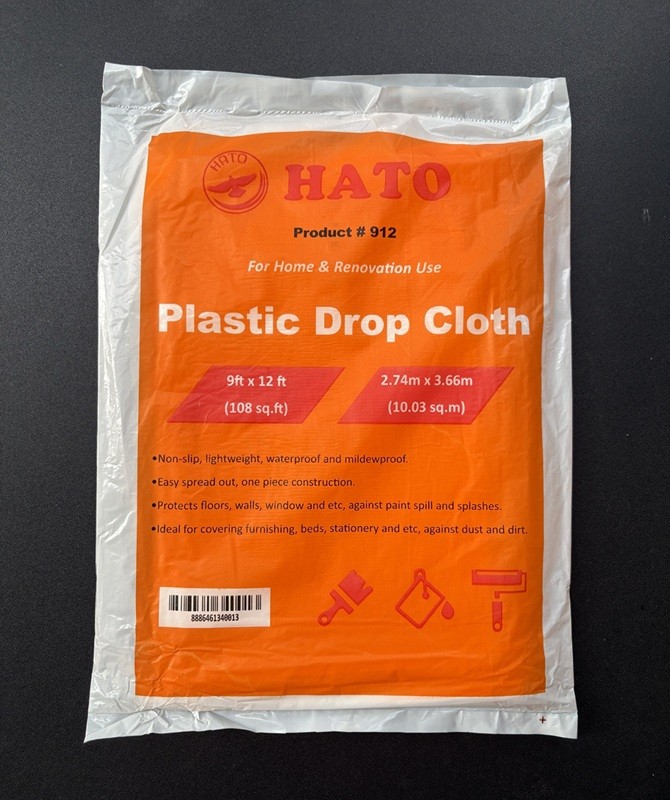 HATO
HATO
Product # 912
For Home & Renovation Use
Plastic Drop Cloth
9ft x 12 ft
(108 sq.ft)
2.74m x 3.66m
(10.03 sq.m)
•Non-slip, lightweight, waterproof and mildewproof.
•Easy spread out, one piece construction.
•Protects floors, walls, window and etc, against paint spill and splashes.
•Ideal for covering furnishing, beds, stationery and etc, against dust and dirt.
8886461340013